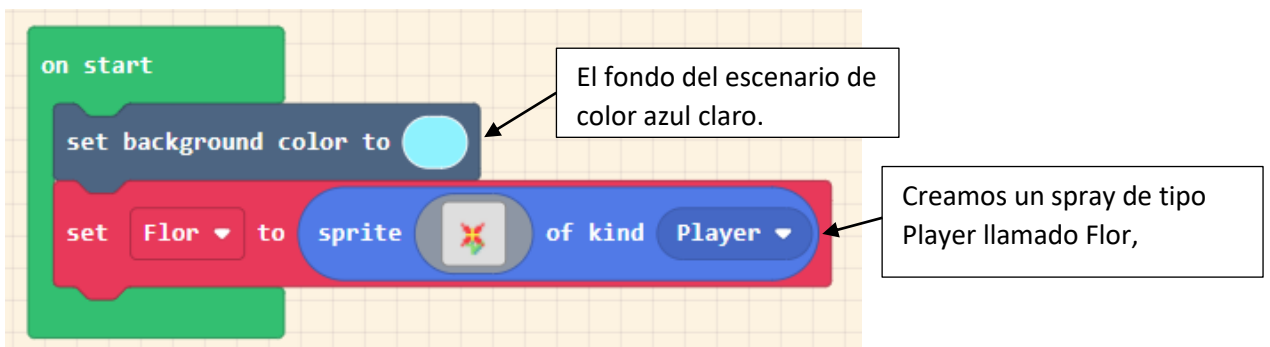 on start
El fondo del escenario de
color azul claro.
set background color to
Creamos un spray de tipo
Player llamado Flor,
set Flor to sprite of kind Player